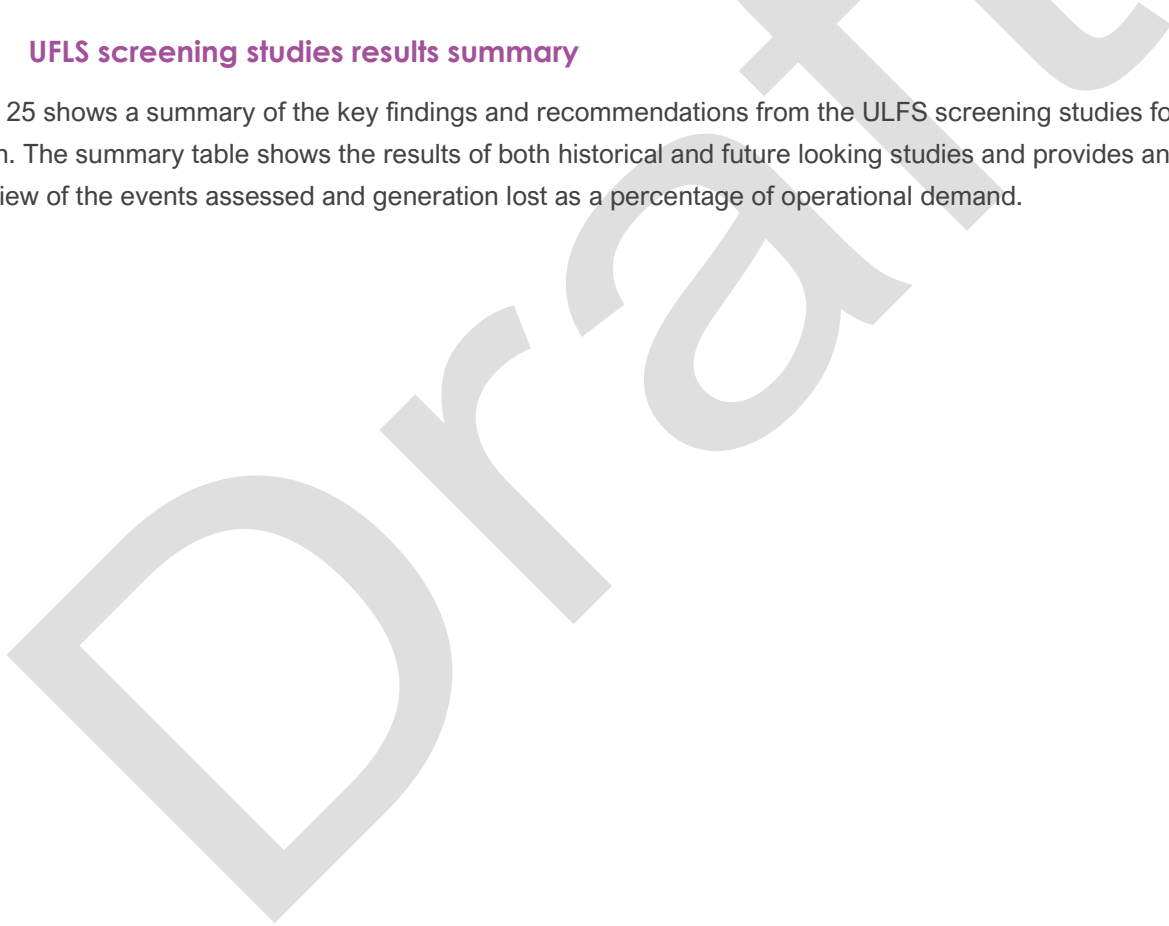 UFLS screening studies results summary
25 shows a summary of the key findings and recommendations from the ULFS screening studies fo
n. The summary table shows the results of both historical and future looking studies and provides an
view of the events assessed and generation lost as a percentage of operational demand.
Draft